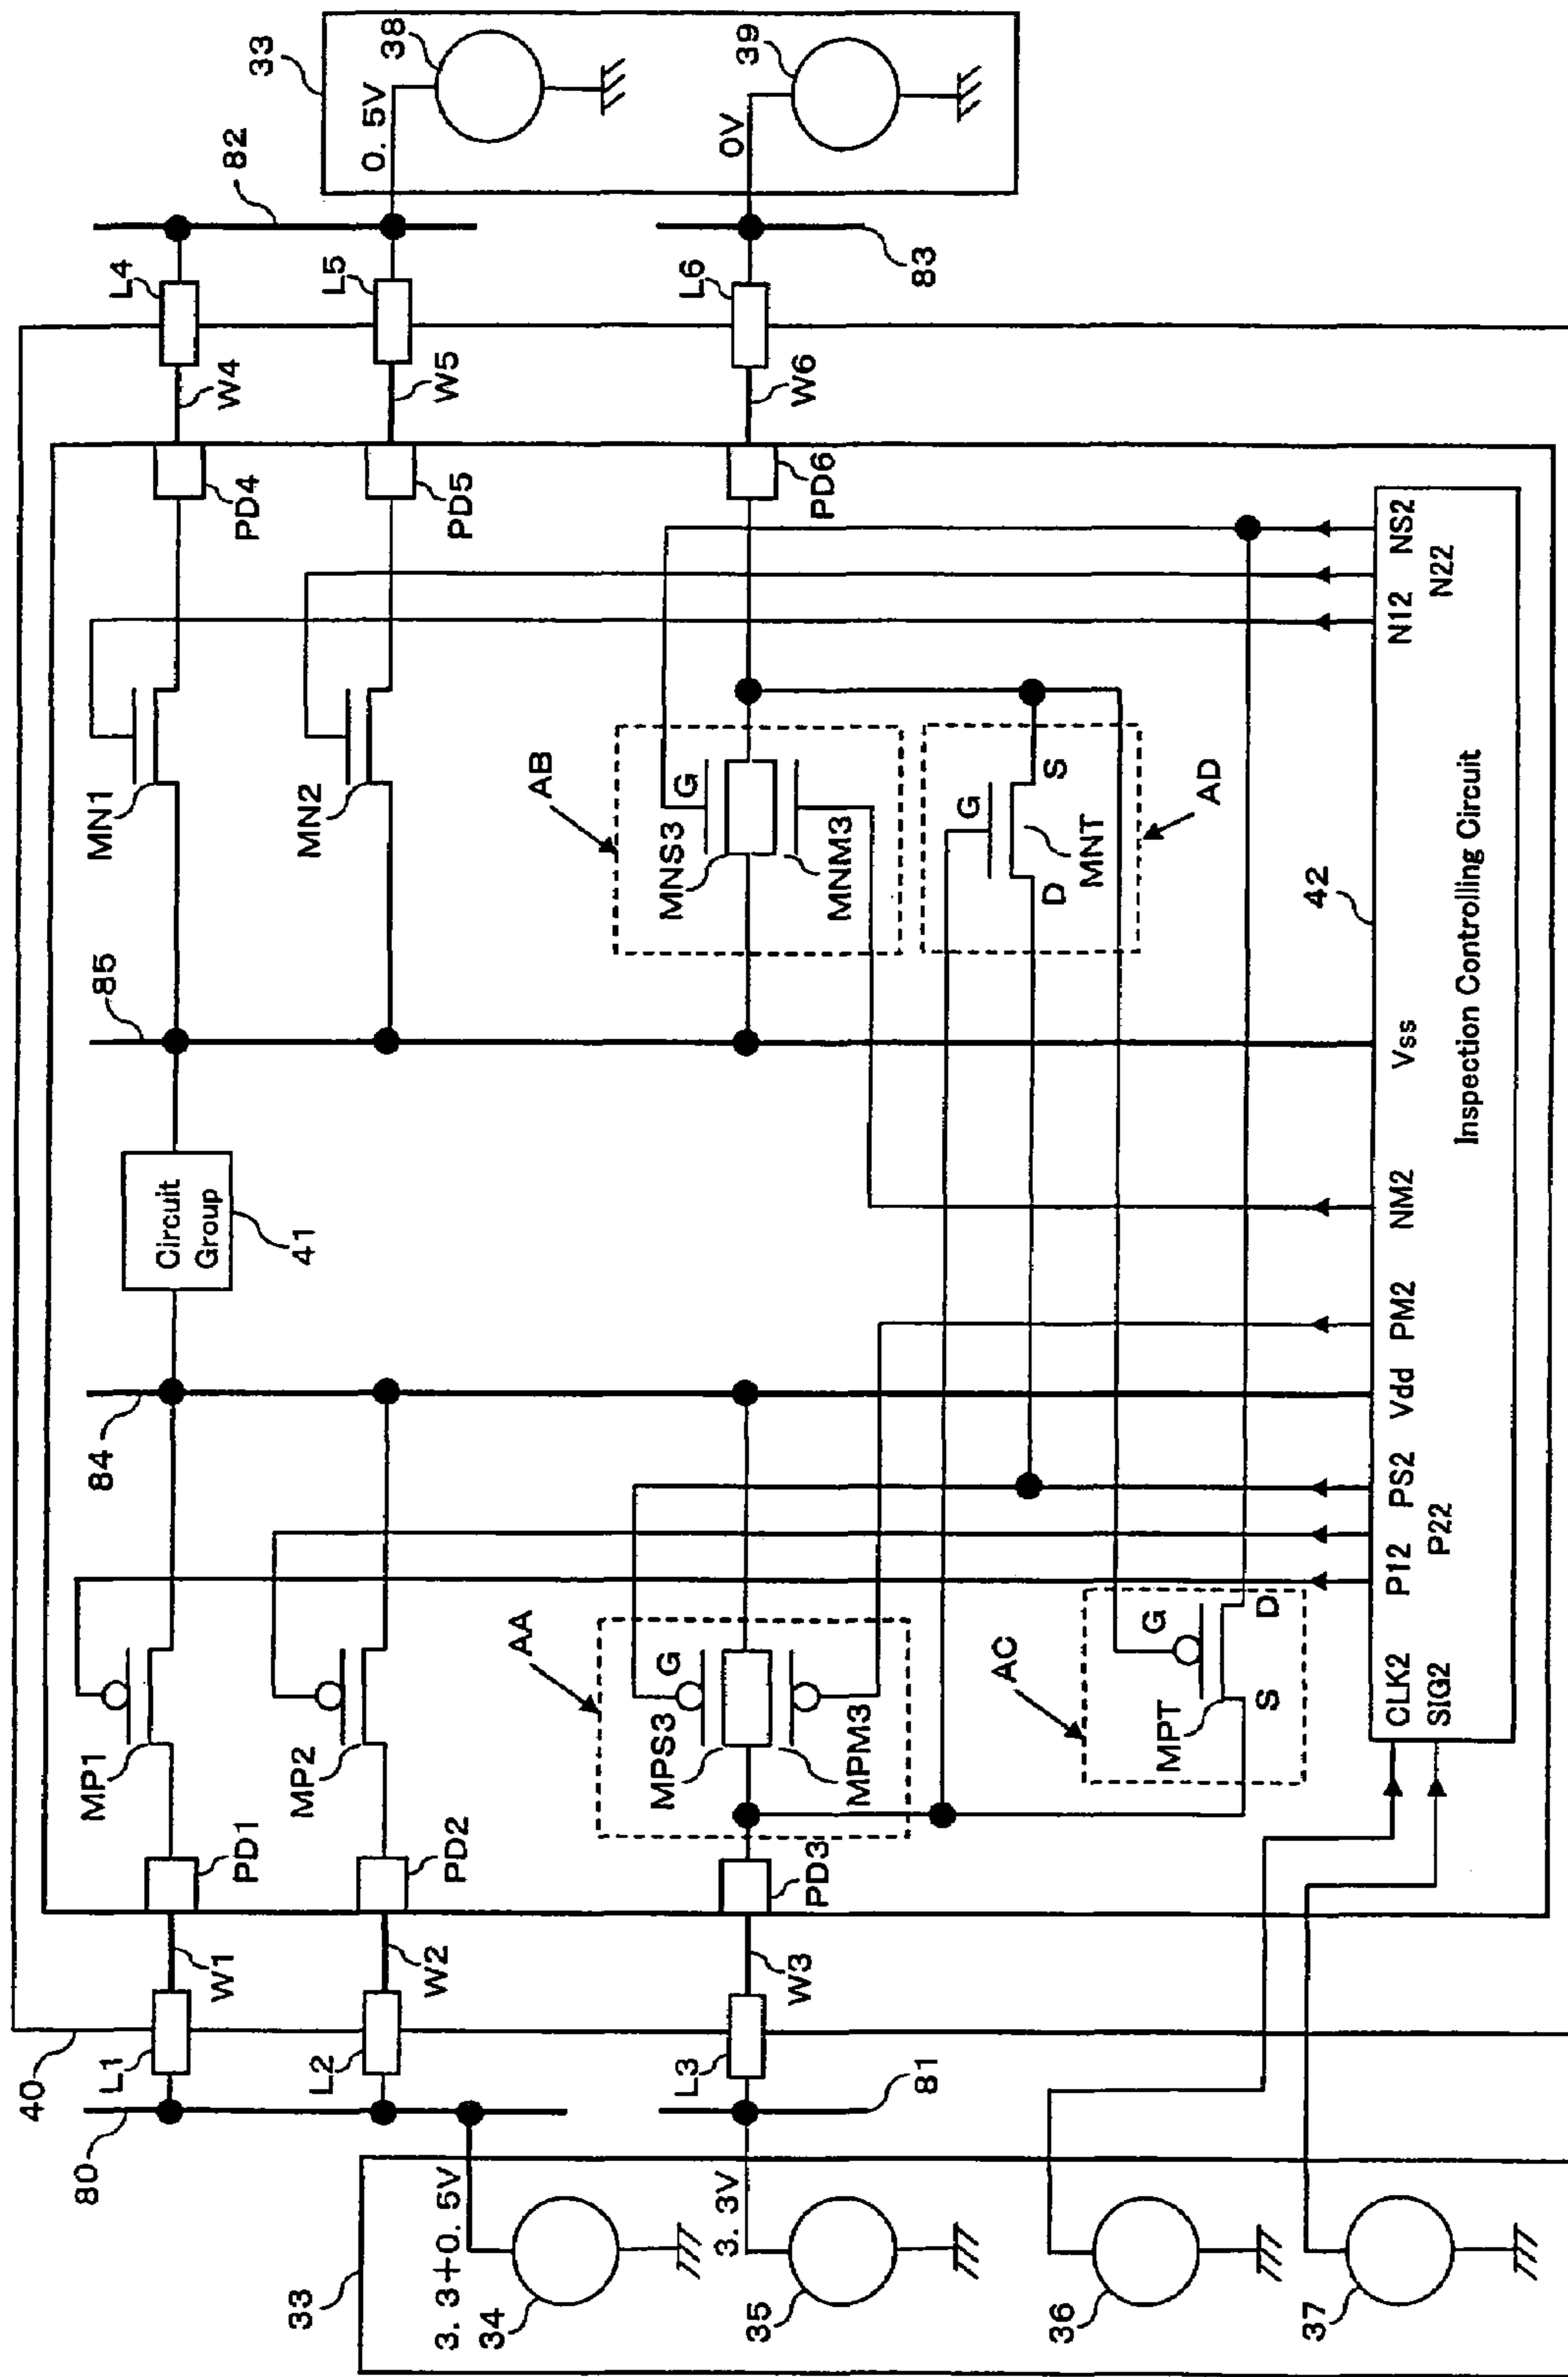 33
3. 3+0. 5V
34
3. 3V
35
36
37
80
81
40
L1
L2
L3
W1
W2
W3
PD1
PD2
PD3
MP1
MP2
AA
MPS3
G
MPM3
AC
MPT
G
S
D
84
Circuit
Group
41
85
MN1
MN2
AB
MNS3
G
MNM3
AD
G
S
D
MNT
PD4
PD5
PD6
W4
W5
W6
L4
L5
L6
82
83
33
0. 5V
38
0V
39
CLK2
SIG2
P12
P22
PS2
Vdd
PM2
NM2
Vss
N12
N22
NS2
42
Inspection Controlling Circuit